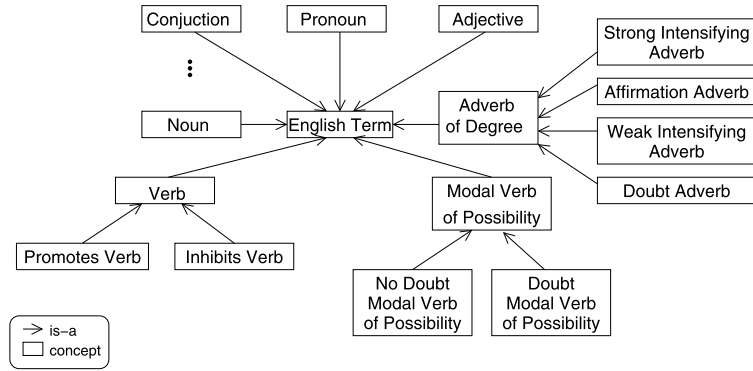 Conjuction
Pronoun
Adjective
Strong Intensifying
Adverb
Affirmation Adverb
Noun
English Term
Adverb
of Degree
Weak Intensifying
Adverb
Doubt Adverb
Verb
Modal Verb
of Possibility
Promotes Verb
Inhibits Verb
No Doubt
Modal Verb
of Possibility
Doubt
Modal Verb
of Possibility
is-a
concept